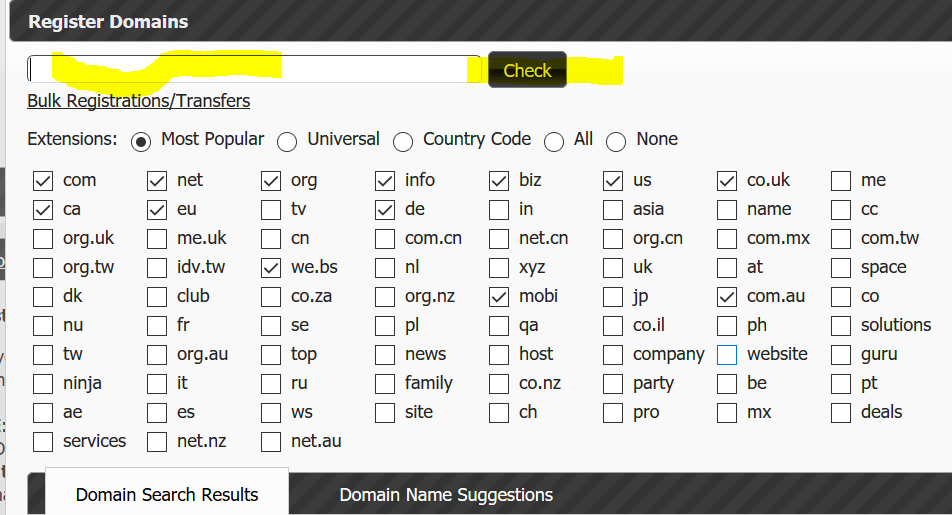 Register Domains
Check
Bulk Registrations/Transfers
Extensions: Most Popular Universal Country Code All None
com net org info biz us co.uk me
ca eu tv de in asia name cc
org.uk me.uk cn com.cn net.cn org.cn com.mx com.tw
org.tw idv.tw we.bs nl xyz uk at space
dk club co.za org.nz mobi jp com.au co
nu fr se pl qa co.il ph solutions
tw org.au top news host company website guru
ninja it ru family co.nz party be pt
ae es ws site ch pro mx deals
services net.nz net.au
Domain Search Results Domain Name Suggestions